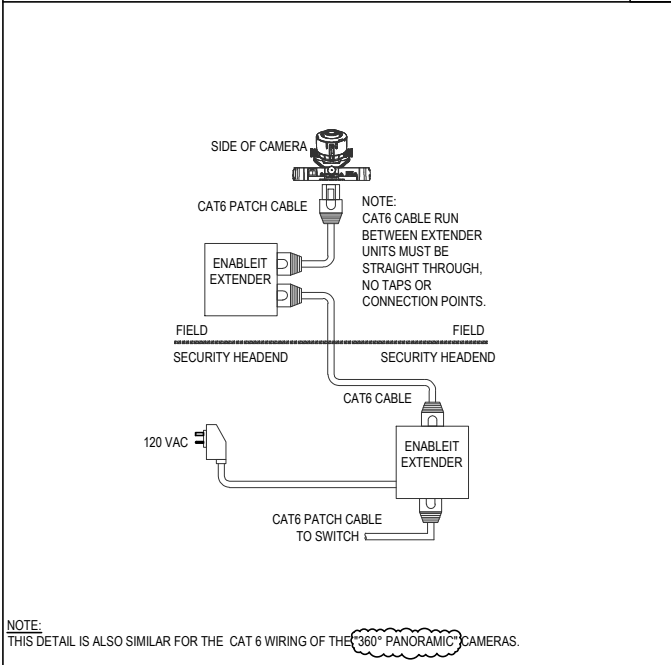 SIDE OF CAMERA
CAT6 PATCH CABLE
NOTE:
CAT6 CABLE RUN
BETWEEN EXTENDER
UNITS MUST BE
STRAIGHT THROUGH,
NO TAPS OR
CONNECTION POINTS.
ENABLEIT
EXTENDER
FIELD
FIELD
SECURITY HEADEND
SECURITY HEADEND
CAT6 CABLE
120 VAC
ENABLEIT
EXTENDER
CAT6 PATCH CABLE
TO SWITCH
NOTE:
THIS DETAIL IS ALSO SIMILAR FOR THE CAT 6 WIRING OF THE "360° PANORAMIC" CAMERAS.